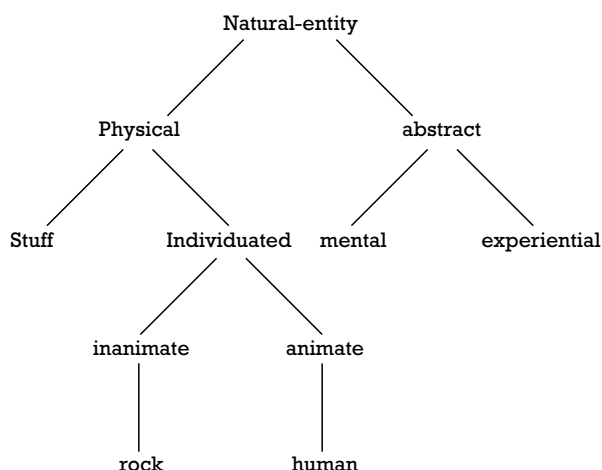 Natural-entity
Physical abstract
Stuff Individuated mental experiential
inanimate animate
rock human